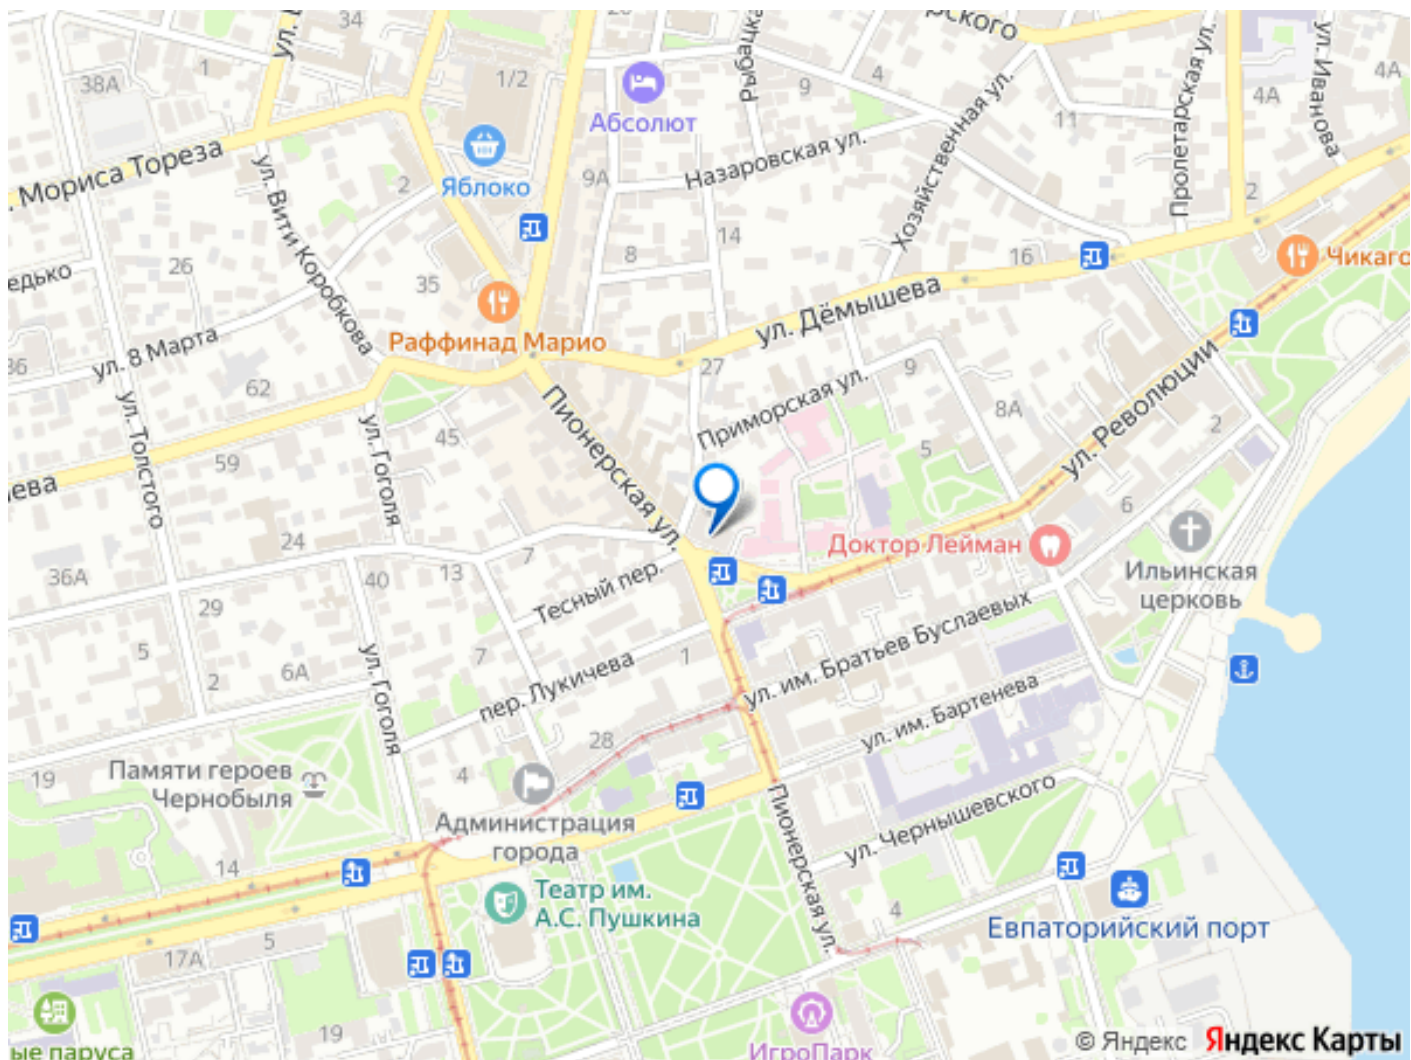 34
1/2
38А
1
4
9
11
4А
4А
Рыбацка
Хозяйственная ул.
Пролетарская ул.
ул. Иванова
Абсолют
Мориса Тореза
Яблоко
2
9А
Назаровская ул.
2
ул. Вити Коробкова
14
8
16
Чикаго
едько
26
35
ул. Дёмышева
Раффинад Марио
ул. 8 Марта
36
62
27
9
ул. Революции
Приморская ул.
8А
2
ул. Толстого
ул. Гоголя
45
Пионерская ул.
59
5
6
24
7
36А
40
13
Тесный пер.
Доктор Лейман
Ильинская
церковь
29
5
2
6А
7
1
ул. Гоголя
пер. Лукичева
ул. им. Братьев Буслаевых
ул. им. Бартенева
28
19
Памяти героев
Чернобыля
4
Администрация
города
Пионерская ул.
ул. Чернышевского
14
Театр им.
А.С. Пушкина
4
Евпаторийский порт
5
17А
19
ые паруса
ИгроПарк
© Яндекс Яндекс Карты